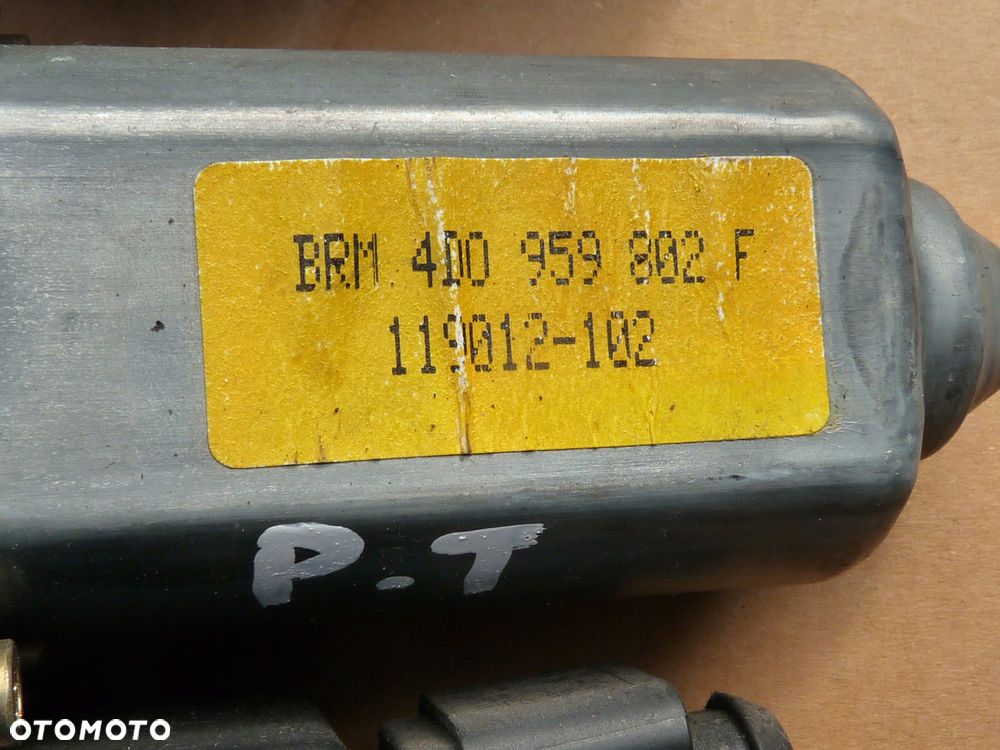 BRM 4D0 959 802 F
119012-102
P.T
OTOMOTO